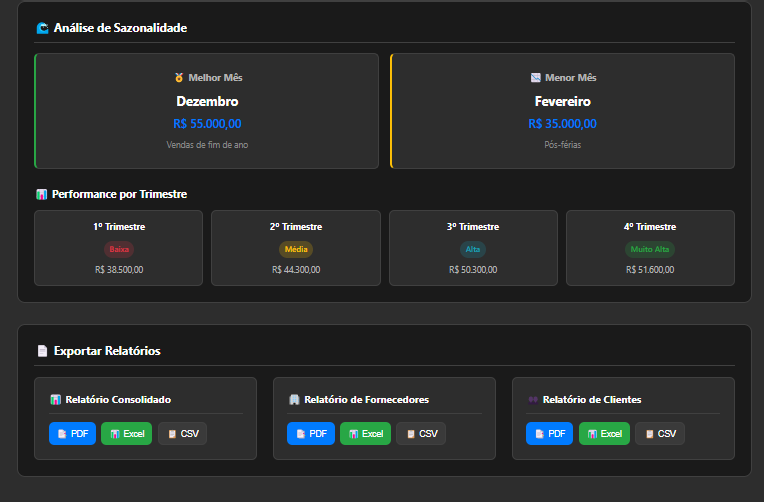 Análise de Sazonalidade
Melhor Mês
Dezembro
R$ 55.000,00
Vendas de fim de ano
Menor Mês
Fevereiro
R$ 35.000,00
Pós-férias
Performance por Trimestre
1º Trimestre
Baixa
R$ 38.500,00
2º Trimestre
Média
R$ 44.300,00
3º Trimestre
Alta
R$ 50.300,00
4º Trimestre
Muito Alta
R$ 51.600,00
Exportar Relatórios
Relatório Consolidado
PDF Excel CSV
Relatório de Fornecedores
PDF Excel CSV
Relatório de Clientes
PDF Excel CSV